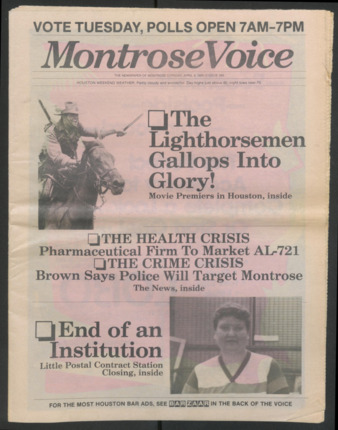 VOTE TUESDAY, POLLS OPEN 7AM–7PM
Montrose Voice
The
Lighthorsemen
Gallops Into
Glory!
Movie Premiers in Houston, inside
THE HEALTH CRISIS
Pharmaceutical Firm To Market AL-721
THE CRIME CRISIS
Brown Says Police Will Target Montrose
The News, inside
End of an
Institution
Little Postal Contract Station
Closing, inside
FOR THE MOST HOUSTON BAR ADS, SEE BAR ZAAR IN THE BACK OF THE VOICE